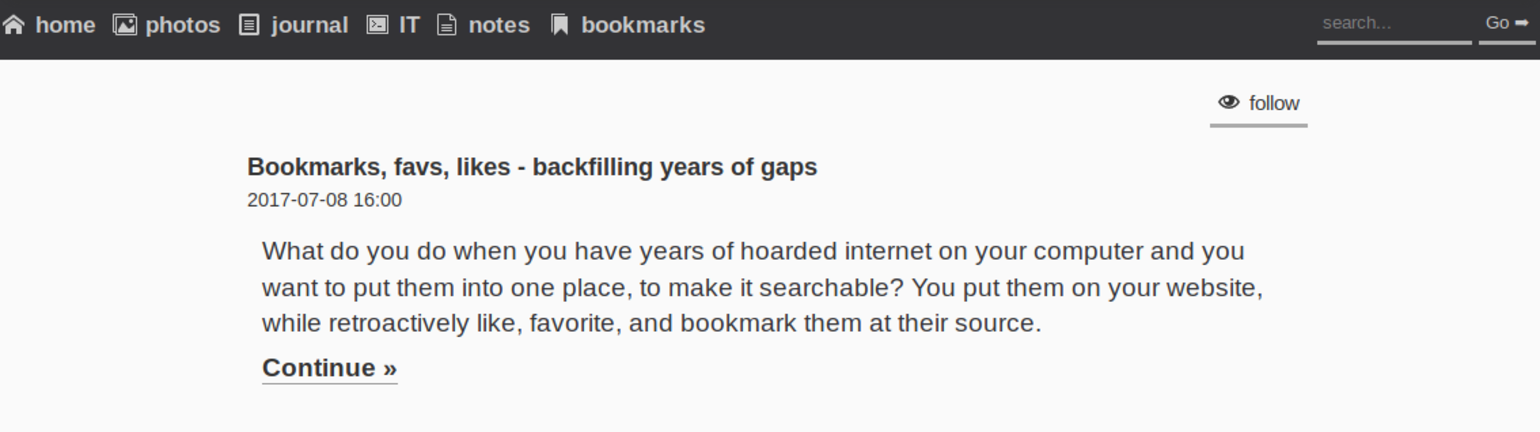 home photos journal IT notes bookmarks search... Go ➡
follow
Bookmarks, favs, likes - backfilling years of gaps
2017-07-08 16:00
What do you do when you have years of hoarded internet on your computer and you
want to put them into one place, to make it searchable? You put them on your website,
while retroactively like, favorite, and bookmark them at their source.
Continue »